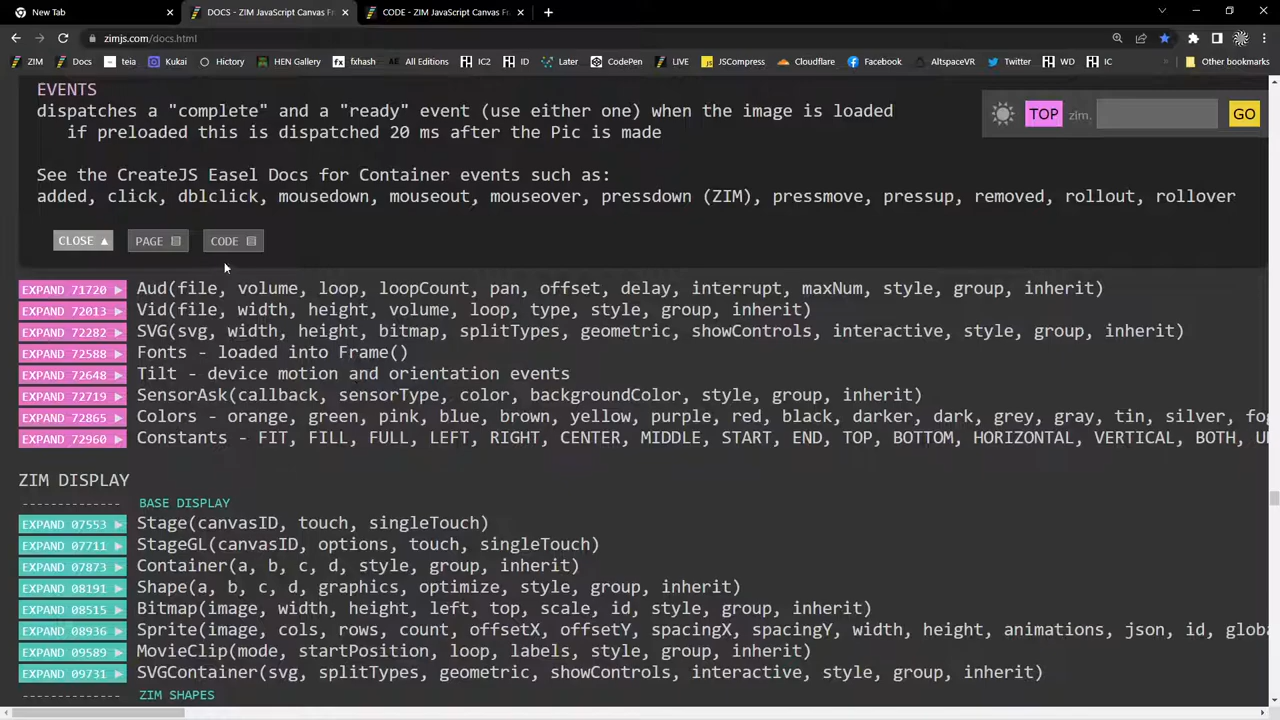 New Tab
DOCS - ZIM JavaScript Canvas Fr
CODE - ZIM JavaScript Canvas Fr
zimjs.com/docs.html
ZIM Docs teia Kukai Hictory HEN Gallery fxhash All Editions IC2 ID Later CodePen LIVE JSCompress Cloudflare Facebook AltspaceVR Twitter WD IC Other bookmarks
EVENTS
dispatches a "complete" and a "ready" event (use either one) when the image is loaded
if preloaded this is dispatched 20 ms after the Pic is made
TOP zim. GO
See the CreateJS Easel Docs for Container events such as:
added, click, dblclick, mousedown, mouseout, mouseover, pressdown (ZIM), pressmove, pressup, removed, rollout, rollover
CLOSE ▲ PAGE CODE
EXPAND 71720 ▶ Aud(file, volume, loop, loopCount, pan, offset, delay, interrupt, maxNum, style, group, inherit)
EXPAND 72013 ▶ Vid(file, width, height, volume, loop, type, style, group, inherit)
EXPAND 72282 ▶ SVG(svg, width, height, bitmap, splitTypes, geometric, showControls, interactive, style, group, inherit)
EXPAND 72588 ▶ Fonts - loaded into Frame()
EXPAND 72648 ▶ Tilt - device motion and orientation events
EXPAND 72719 ▶ SensorAsk(callback, sensorType, color, backgroundColor, style, group, inherit)
EXPAND 72865 ▶ Colors - orange, green, pink, blue, brown, yellow, purple, red, black, darker, dark, grey, gray, tin, silver, fog
EXPAND 72960 ▶ Constants - FIT, FILL, FULL, LEFT, RIGHT, CENTER, MIDDLE, START, END, TOP, BOTTOM, HORIZONTAL, VERTICAL, BOTH, U
ZIM DISPLAY
-------------- BASE DISPLAY
EXPAND 07553 ▶ Stage(canvasID, touch, singleTouch)
EXPAND 07711 ▶ StageGL(canvasID, options, touch, singleTouch)
EXPAND 07873 ▶ Container(a, b, c, d, style, group, inherit)
EXPAND 08191 ▶ Shape(a, b, c, d, graphics, optimize, style, group, inherit)
EXPAND 08515 ▶ Bitmap(image, width, height, left, top, scale, id, style, group, inherit)
EXPAND 08936 ▶ Sprite(image, cols, rows, count, offsetX, offsetY, spacingX, spacingY, width, height, animations, json, id, globa
EXPAND 09589 ▶ MovieClip(mode, startPosition, loop, labels, style, group, inherit)
EXPAND 09731 ▶ SVGContainer(svg, splitTypes, geometric, showControls, interactive, style, group, inherit)
-------------- ZIM SHAPES